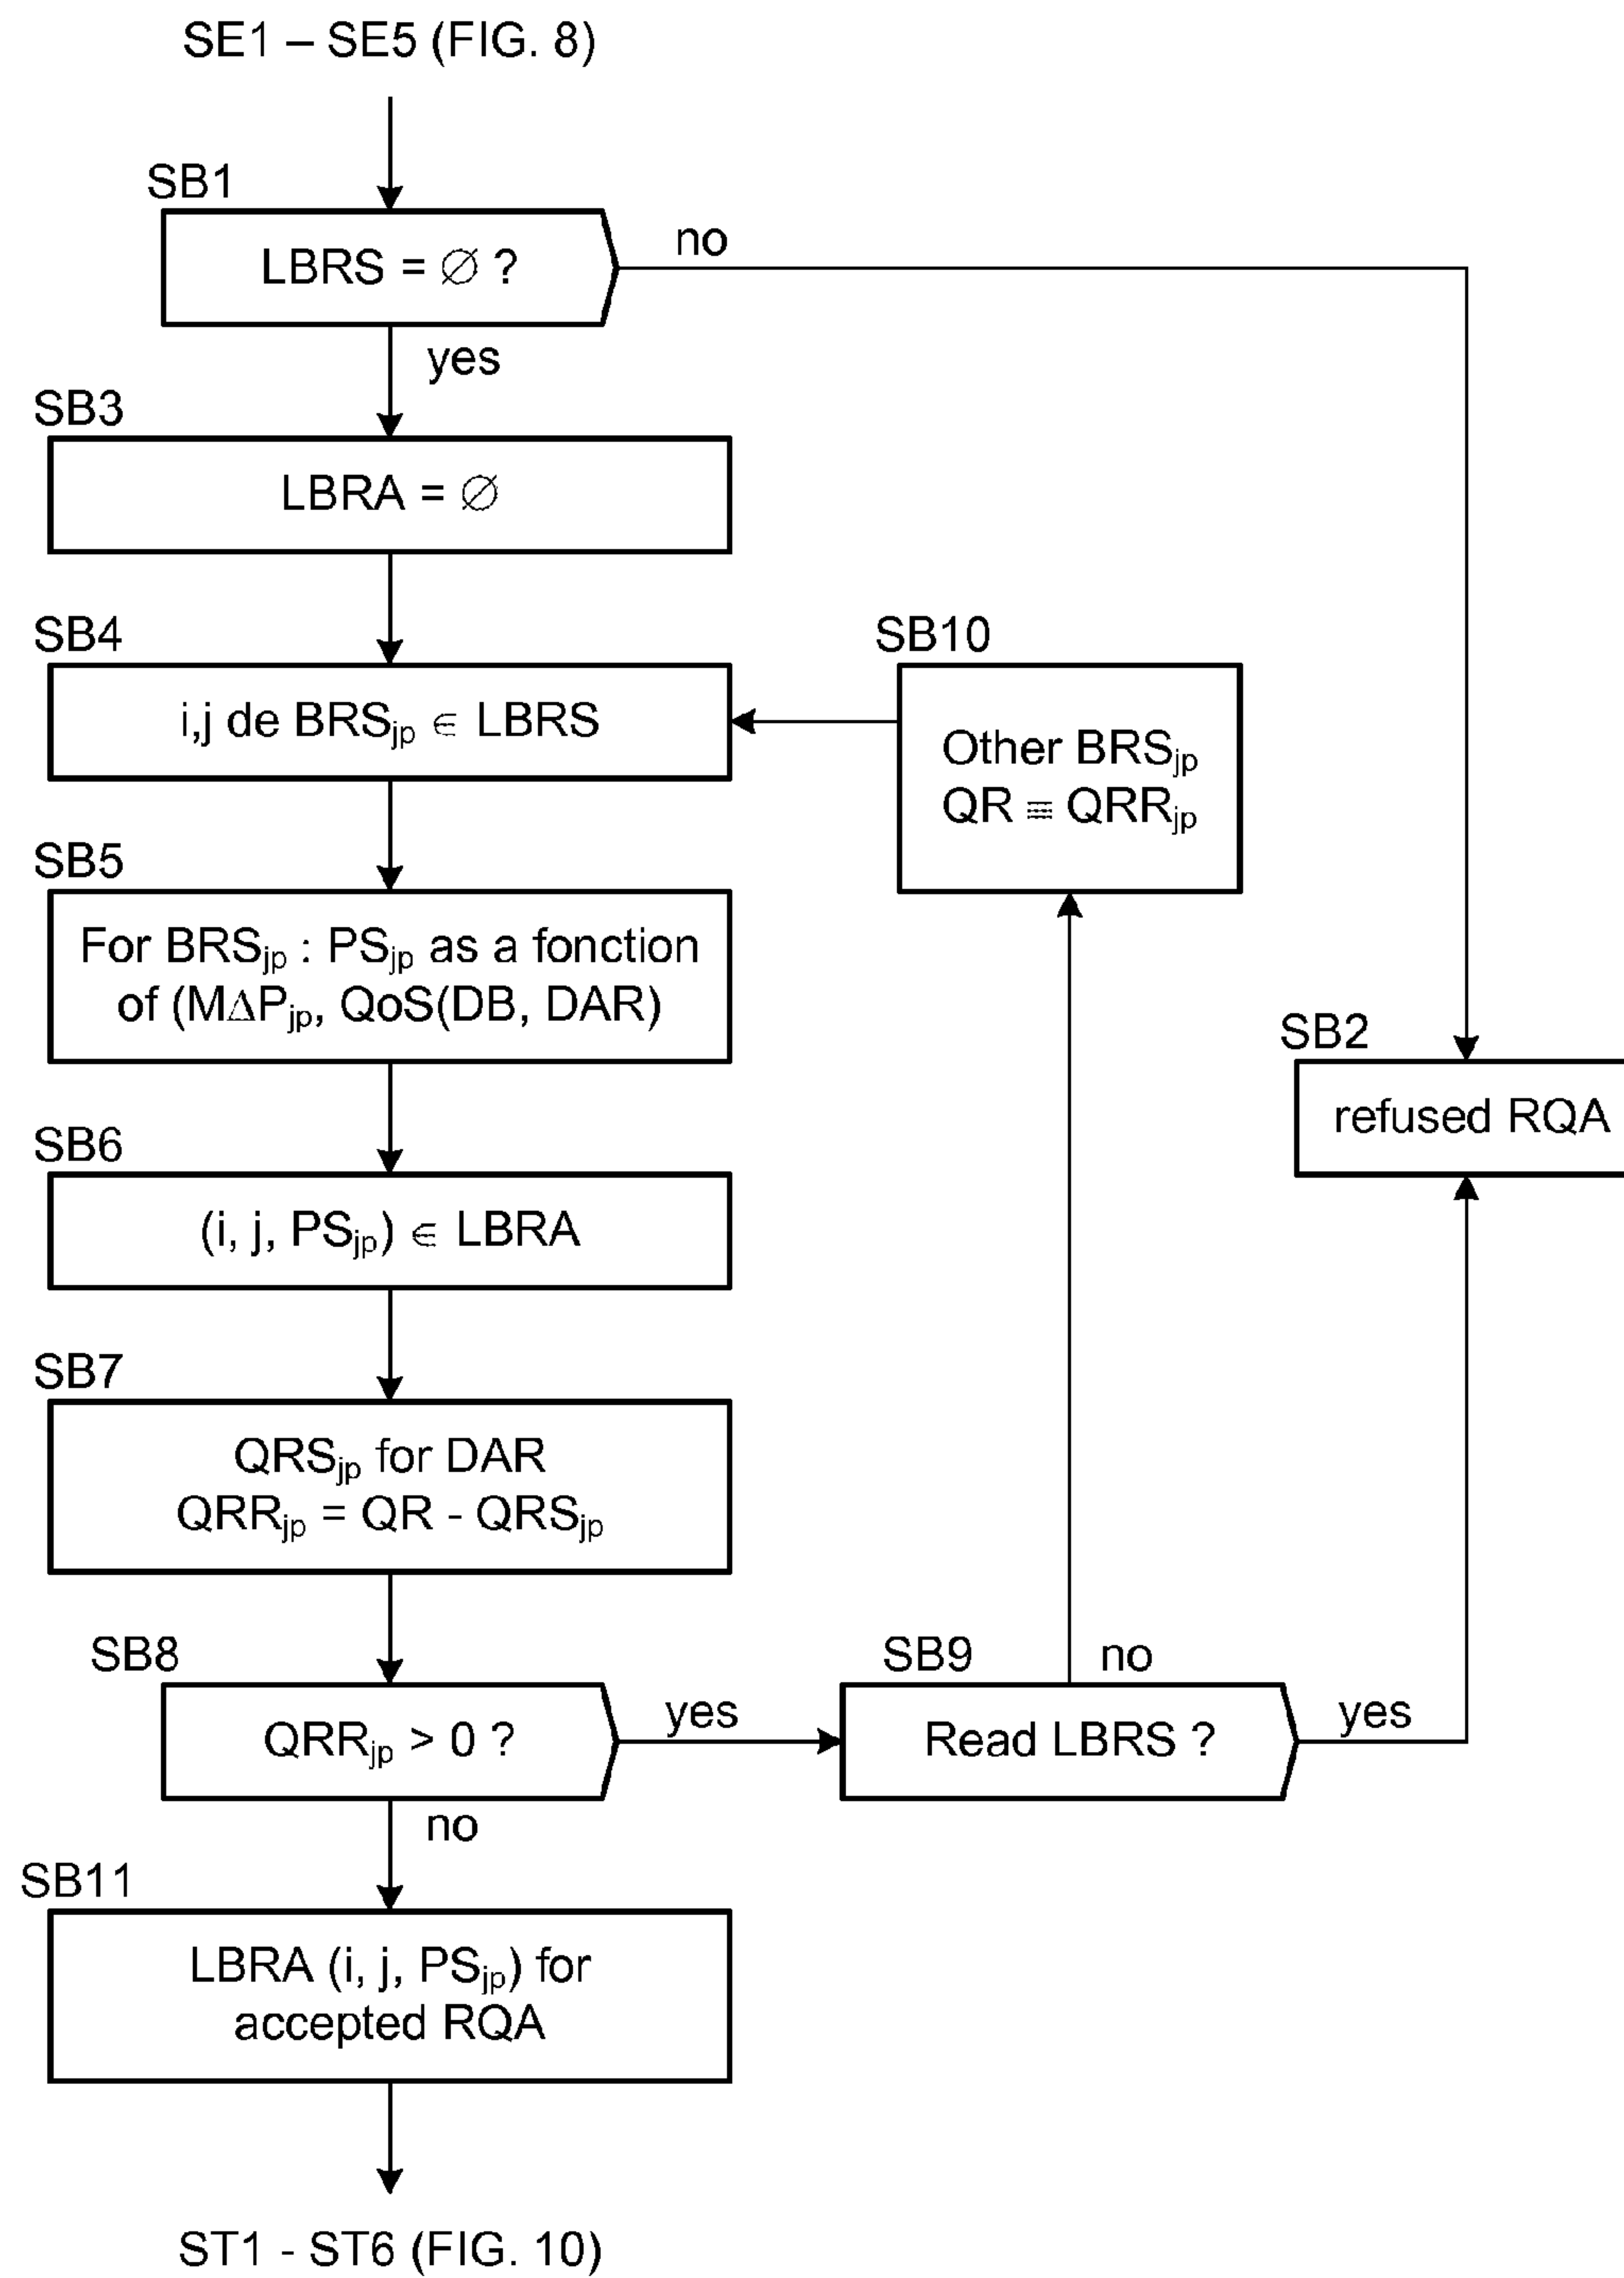 SE1 – SE5 (FIG. 8)
SB1
LBRS = ∅ ?
no
yes
SB3
LBRA = ∅
SB4
i,j de BRSjp ∈ LBRS
SB10
Other BRSjp
QR ≡ QRRjp
SB5
For BRSjp : PSjp as a fonction
of (MΔPjp, QoS(DB, DAR)
SB2
refused RQA
SB6
(i, j, PSjp) ∈ LBRA
SB7
QRSjp for DAR
QRRjp = QR - QRSjp
SB8
QRRjp > 0 ?
yes
no
SB9
Read LBRS ?
no
yes
SB11
LBRA (i, j, PSjp) for
accepted RQA
ST1 - ST6 (FIG. 10)